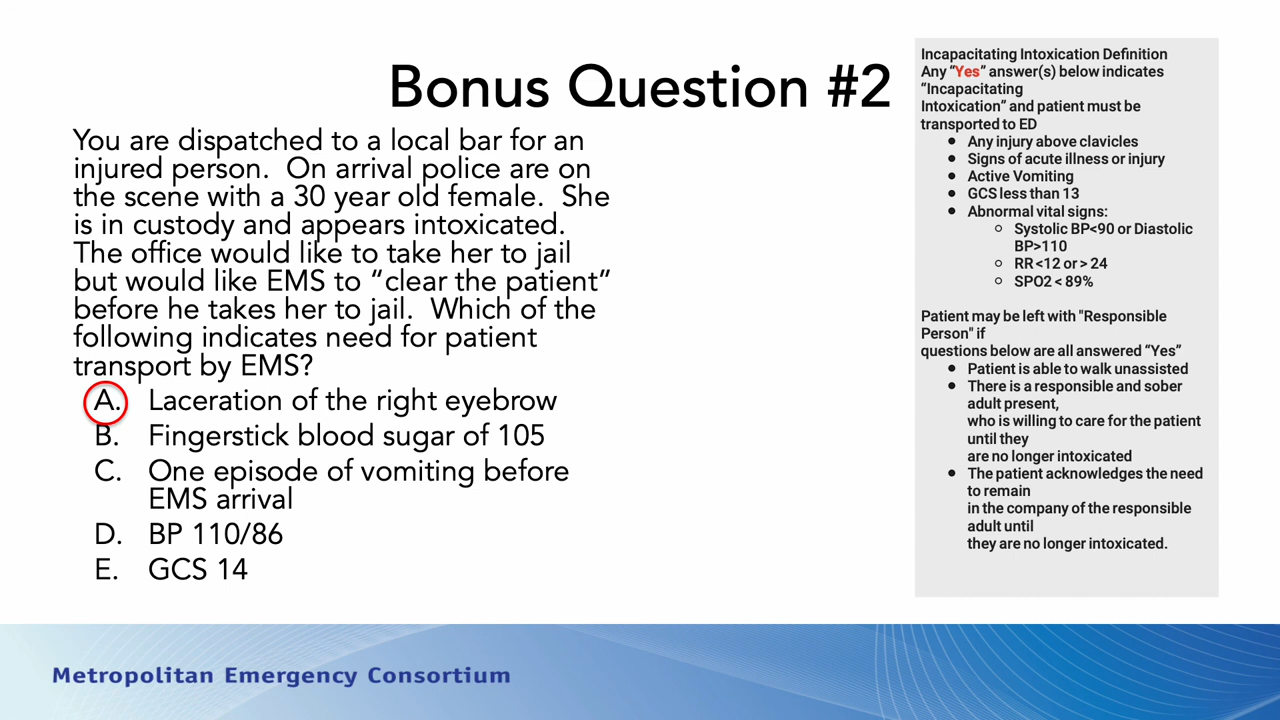 Bonus Question #2
You are dispatched to a local bar for an
injured person.  On arrival police are on
the scene with a 30 year old female.  She
is in custody and appears intoxicated.
The office would like to take her to jail
but would like EMS to “clear the patient”
before he takes her to jail.  Which of the
following indicates need for patient
transport by EMS?
A. Laceration of the right eyebrow
B. Fingerstick blood sugar of 105
C. One episode of vomiting before
EMS arrival
D. BP 110/86
E. GCS 14
Incapacitating Intoxication Definition
Any “Yes” answer(s) below indicates
“Incapacitating
Intoxication” and patient must be
transported to ED
• Any injury above clavicles
• Signs of acute illness or injury
• Active Vomiting
• GCS less than 13
• Abnormal vital signs:
○ Systolic BP<90 or Diastolic
BP>110
○ RR <12 or > 24
○ SPO2 < 89%
Patient may be left with "Responsible
Person" if
questions below are all answered “Yes”
• Patient is able to walk unassisted
• There is a responsible and sober
adult present,
who is willing to care for the patient
until they
are no longer intoxicated
• The patient acknowledges the need
to remain
in the company of the responsible
adult until
they are no longer intoxicated.
Metropolitan Emergency Consortium